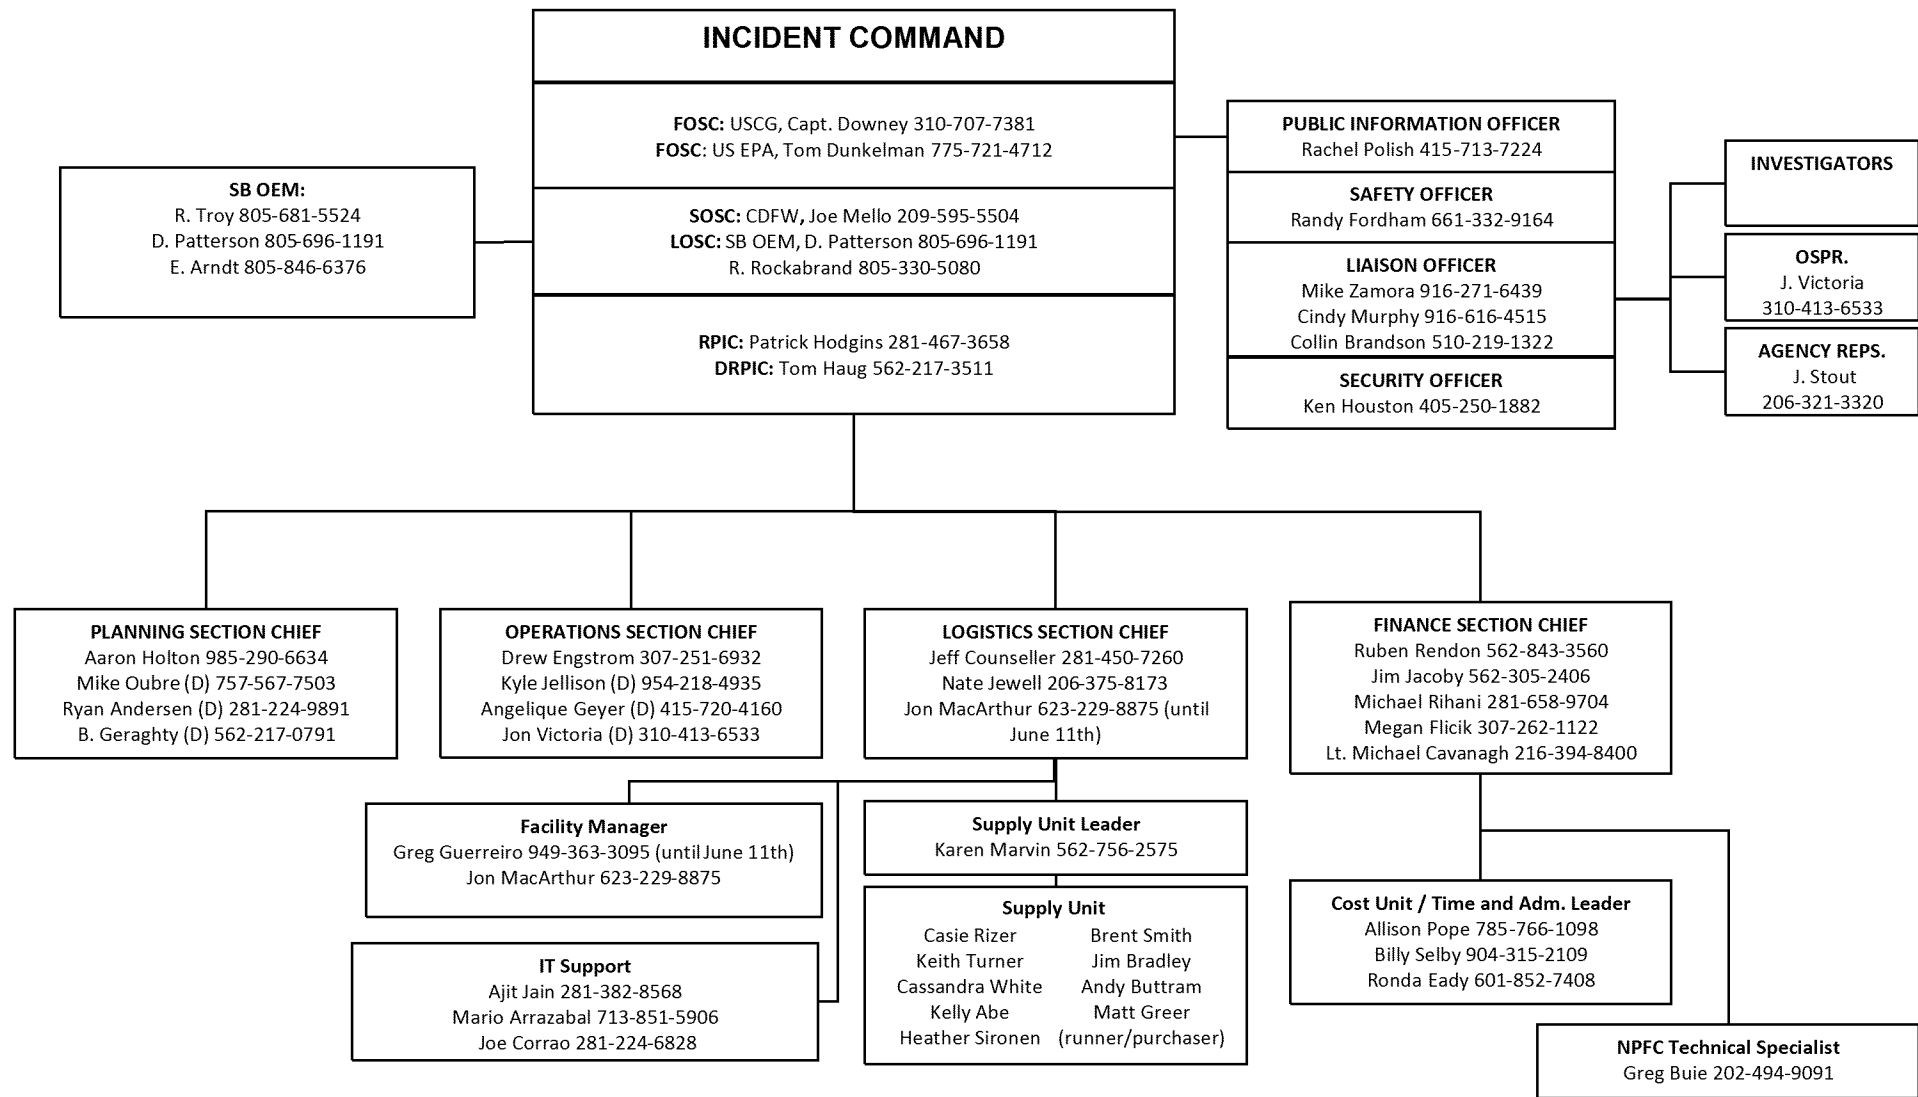 INCIDENT COMMAND
FOSC: USCG, Capt. Downey 310-707-7381
FOSC: US EPA, Tom Dunkelman 775-721-4712
SOSC: CDFW, Joe Mello 209-595-5504
LOSC: SB OEM, D. Patterson 805-696-1191
R. Rockabrand 805-330-5080
RPIC: Patrick Hodgins 281-467-3658
DRPIC: Tom Haug 562-217-3511
SB OEM:
R. Troy 805-681-5524
D. Patterson 805-696-1191
E. Arndt 805-846-6376
PUBLIC INFORMATION OFFICER
Rachel Polish 415-713-7224
SAFETY OFFICER
Randy Fordham 661-332-9164
LIAISON OFFICER
Mike Zamora 916-271-6439
Cindy Murphy 916-616-4515
Collin Brandson 510-219-1322
SECURITY OFFICER
Ken Houston 405-250-1882
INVESTIGATORS
OSPR.
J. Victoria
310-413-6533
AGENCY REPS.
J. Stout
206-321-3320
PLANNING SECTION CHIEF
Aaron Holton 985-290-6634
Mike Oubre (D) 757-567-7503
Ryan Andersen (D) 281-224-9891
B. Geraghty (D) 562-217-0791
OPERATIONS SECTION CHIEF
Drew Engstrom 307-251-6932
Kyle Jellison (D) 954-218-4935
Angelique Geyer (D) 415-720-4160
Jon Victoria (D) 310-413-6533
LOGISTICS SECTION CHIEF
Jeff Counseller 281-450-7260
Nate Jewell 206-375-8173
Jon MacArthur 623-229-8875 (until
June 11th)
FINANCE SECTION CHIEF
Ruben Rendon 562-843-3560
Jim Jacoby 562-305-2406
Michael Rihani 281-658-9704
Megan Flicik 307-262-1122
Lt. Michael Cavanagh 216-394-8400
Facility Manager
Greg Guerreiro 949-363-3095 (until June 11th)
Jon MacArthur 623-229-8875
IT Support
Ajit Jain 281-382-8568
Mario Arrazabal 713-851-5906
Joe Corrao 281-224-6828
Supply Unit Leader
Karen Marvin 562-756-2575
Supply Unit
Casie Rizer Brent Smith
Keith Turner Jim Bradley
Cassandra White Andy Buttram
Kelly Abe Matt Greer
Heather Sironen (runner/purchaser)
Cost Unit / Time and Adm. Leader
Allison Pope 785-766-1098
Billy Selby 904-315-2109
Ronda Eady 601-852-7408
NPFC Technical Specialist
Greg Buie 202-494-9091